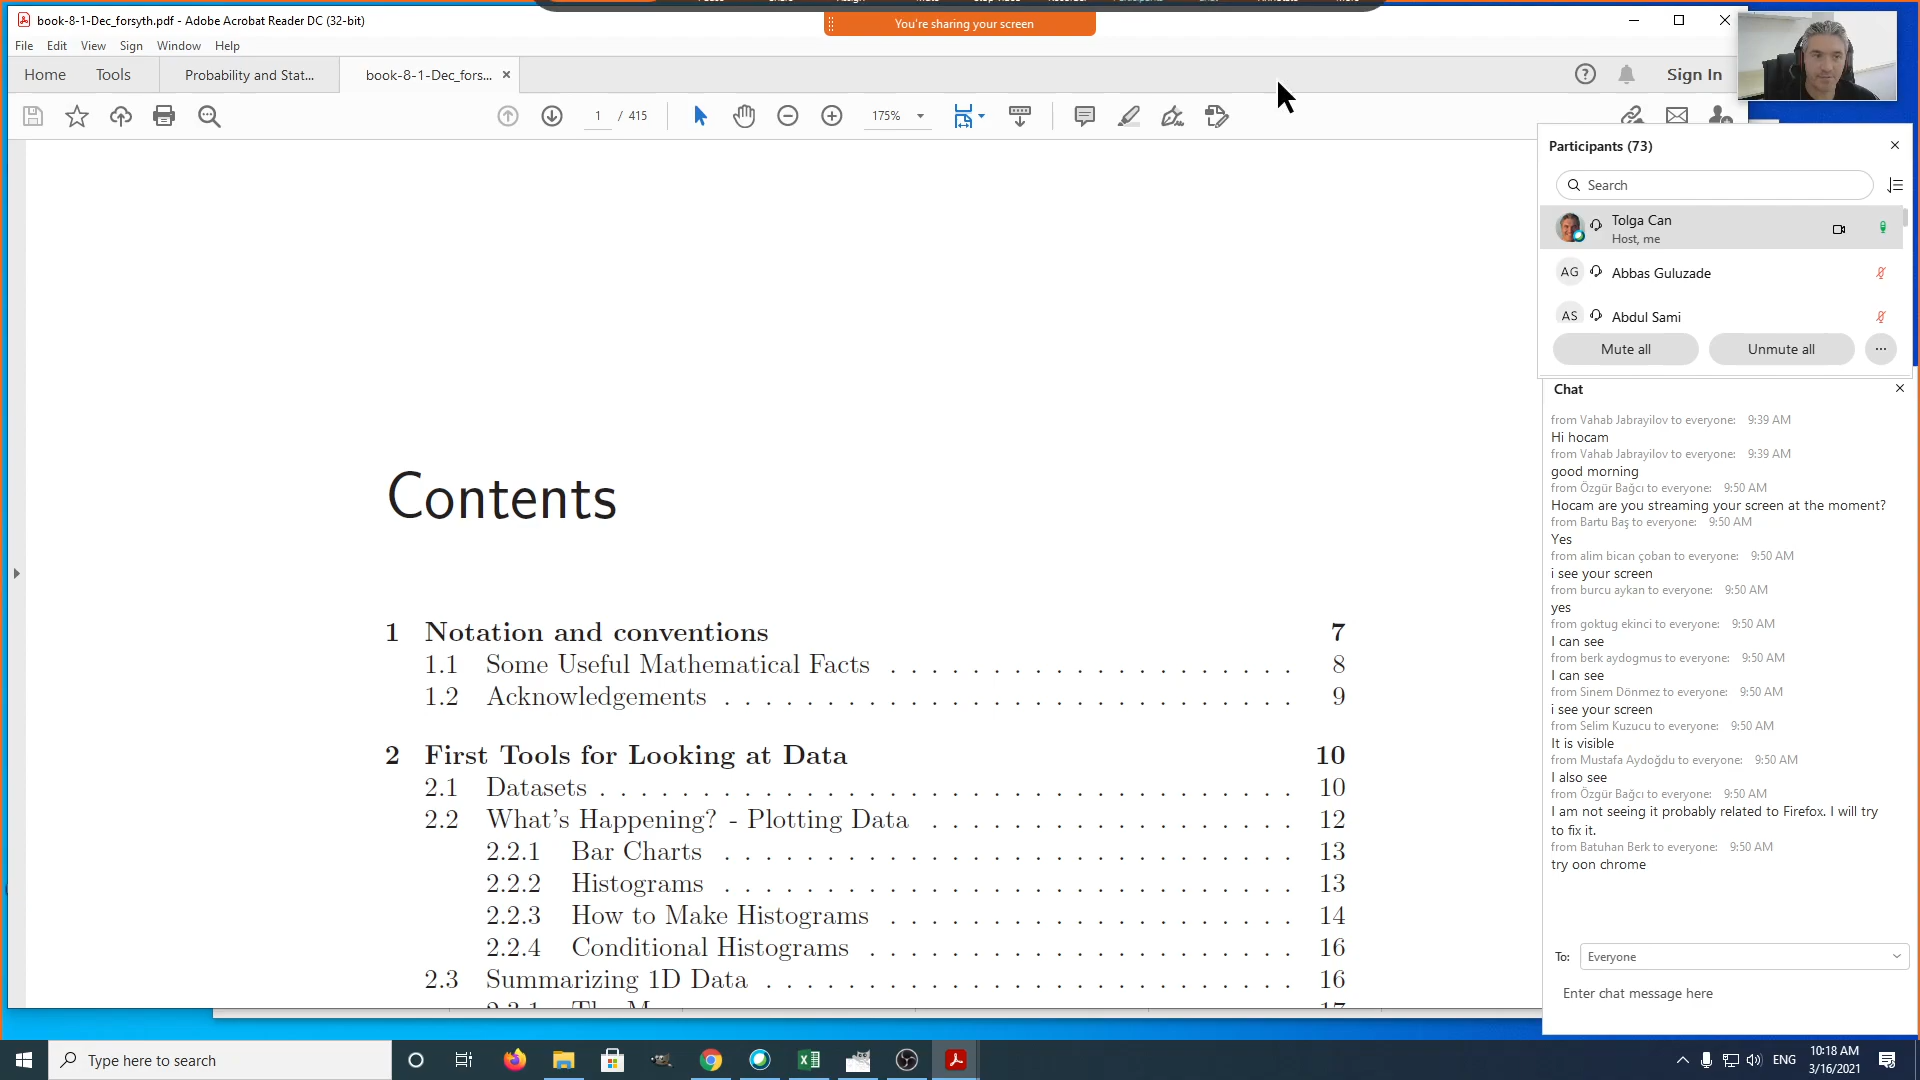 book-8-1-Dec_forsyth.pdf - Adobe Acrobat Reader DC (32-bit)
You're sharing your screen
File Edit View Sign Window Help
Home Tools Probability and Stat... book-8-1-Dec_fors... Sign In
1 / 415 175%
Contents
1 Notation and conventions 7
1.1 Some Useful Mathematical Facts 8
1.2 Acknowledgements 9
2 First Tools for Looking at Data 10
2.1 Datasets 10
2.2 What's Happening? - Plotting Data 12
2.2.1 Bar Charts 13
2.2.2 Histograms 13
2.2.3 How to Make Histograms 14
2.2.4 Conditional Histograms 16
2.3 Summarizing 1D Data 16
Participants (73)
Search
Tolga Can
Host, me
AG Abbas Guluzade
AS Abdul Sami
Mute all Unmute all
Chat
from Vahab Jabrayilov to everyone: 9:39 AM
Hi hocam
from Vahab Jabrayilov to everyone: 9:39 AM
good morning
from Özgür Bağcı to everyone: 9:50 AM
Hocam are you streaming your screen at the moment?
from Bartu Baş to everyone: 9:50 AM
Yes
from alim bican çoban to everyone: 9:50 AM
i see your screen
from burcu aykan to everyone: 9:50 AM
yes
from goktug ekinci to everyone: 9:50 AM
I can see
from berk aydogmus to everyone: 9:50 AM
I can see
from Sinem Dönmez to everyone: 9:50 AM
i see your screen
from Selim Kuzucu to everyone: 9:50 AM
It is visible
from Mustafa Aydoğdu to everyone: 9:50 AM
I also see
from Özgür Bağcı to everyone: 9:50 AM
I am not seeing it probably related to Firefox. I will try
to fix it.
from Batuhan Berk to everyone: 9:50 AM
try oon chrome
To: Everyone
Enter chat message here
Type here to search
ENG
10:18 AM
3/16/2021